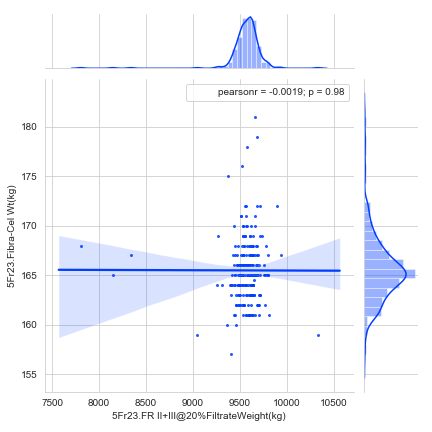 pearsonr = -0.0019; p = 0.98
180
175
170
165
160
155
5Fr23.Fibra-Cel Wt(kg)
7500 8000 8500 9000 9500 10000 10500
5Fr23.FR II+III@20%FiltrateWeight(kg)